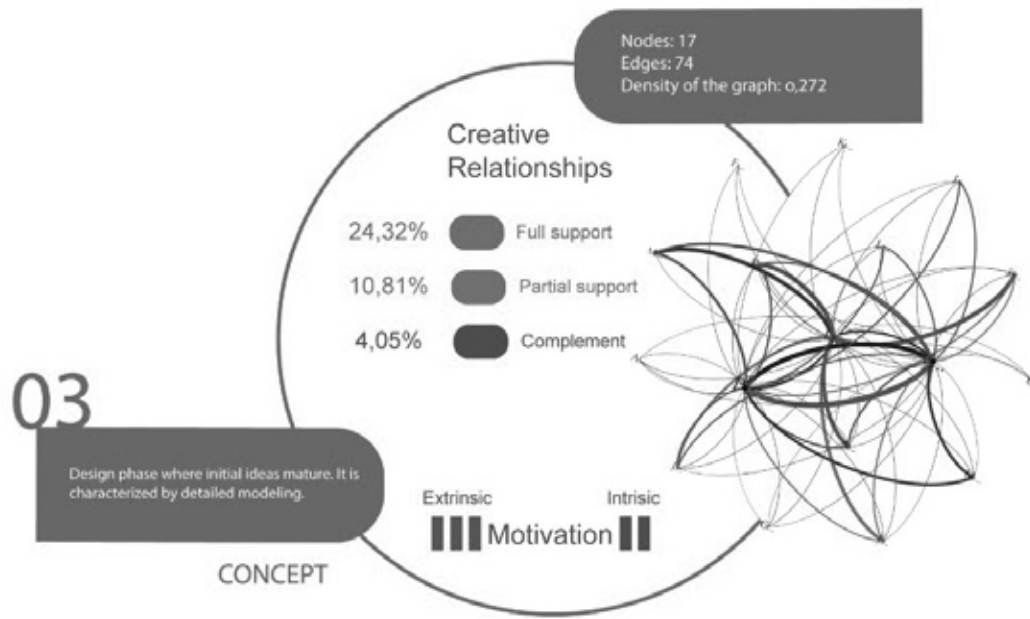 Nodes: 17
Edges: 74
Density of the graph: o,272
Creative
Relationships
24,32% Full support
10,81% Partial support
4,05% Complement
03
Design phase where initial ideas mature. It is
characterized by detailed modeling.
CONCEPT
Extrinsic Intrisic
Motivation